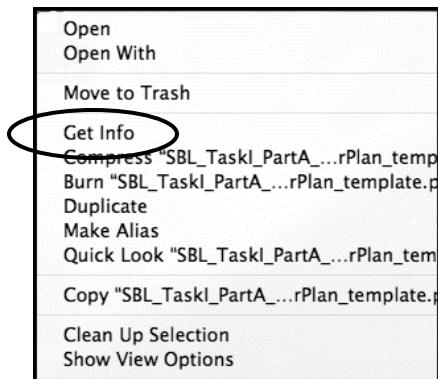 Open
Open With
Move to Trash
Get Info
Compress "SBL_TaskI_PartA_...rPlan_temp
Burn "SBL_TaskI_PartA_...rPlan_template.p
Duplicate
Make Alias
Quick Look "SBL_TaskI_PartA_...rPlan_tem
Copy "SBL_TaskI_PartA_...rPlan_template.p
Clean Up Selection
Show View Options